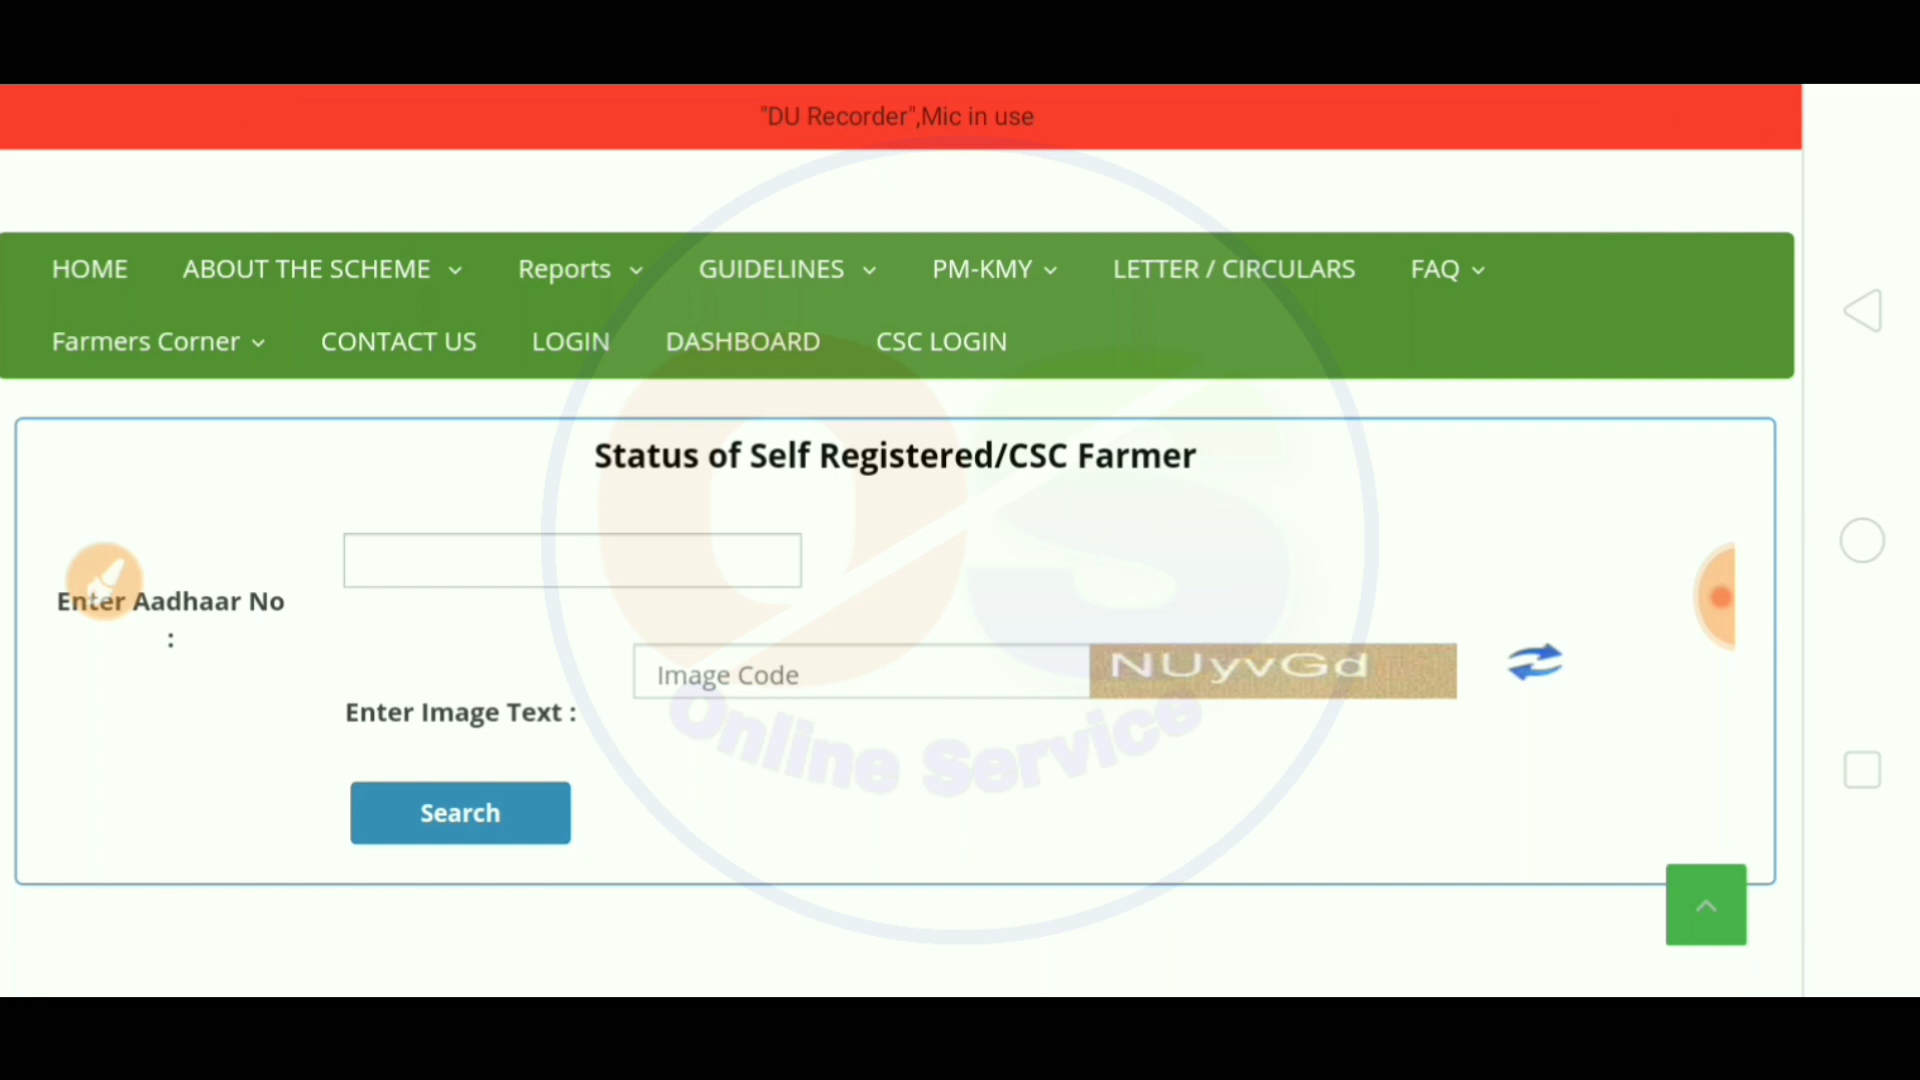 "DU Recorder",Mic in use
HOME ABOUT THE SCHEME Reports GUIDELINES PM-KMY LETTER / CIRCULARS FAQ
Farmers Corner CONTACT US LOGIN DASHBOARD CSC LOGIN
Status of Self Registered/CSC Farmer
Enter Aadhaar No
:
Image Code NUyvGd
Enter Image Text :
Online Service
Search